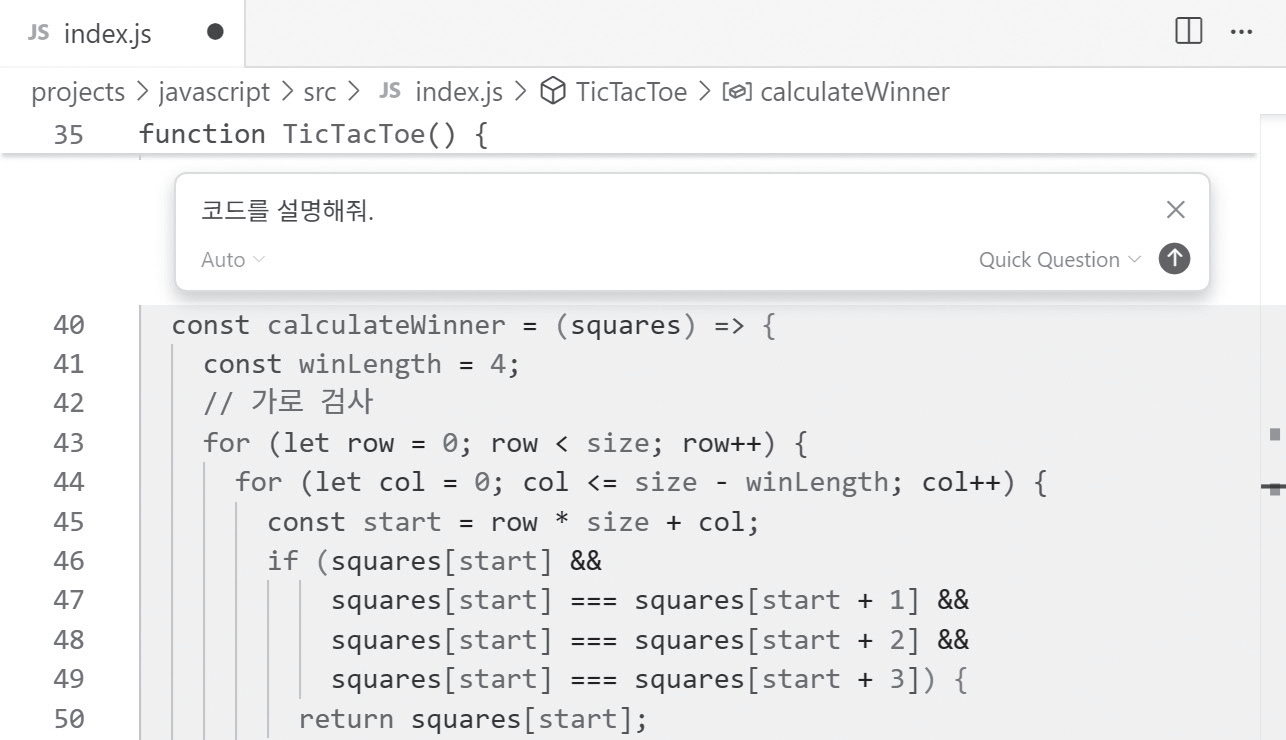 JS index.js
projects > javascript > src > JS index.js > TicTacToe > calculateWinner
35 function TicTacToe() {
코드를 설명해줘.
Auto Quick Question
40 const calculateWinner = (squares) => {
41 const winLength = 4;
42 // 가로 검사
43 for (let row = 0; row < size; row++) {
44 for (let col = 0; col <= size - winLength; col++) {
45 const start = row * size + col;
46 if (squares[start] &&
47 squares[start] === squares[start + 1] &&
48 squares[start] === squares[start + 2] &&
49 squares[start] === squares[start + 3]) {
50 return squares[start];